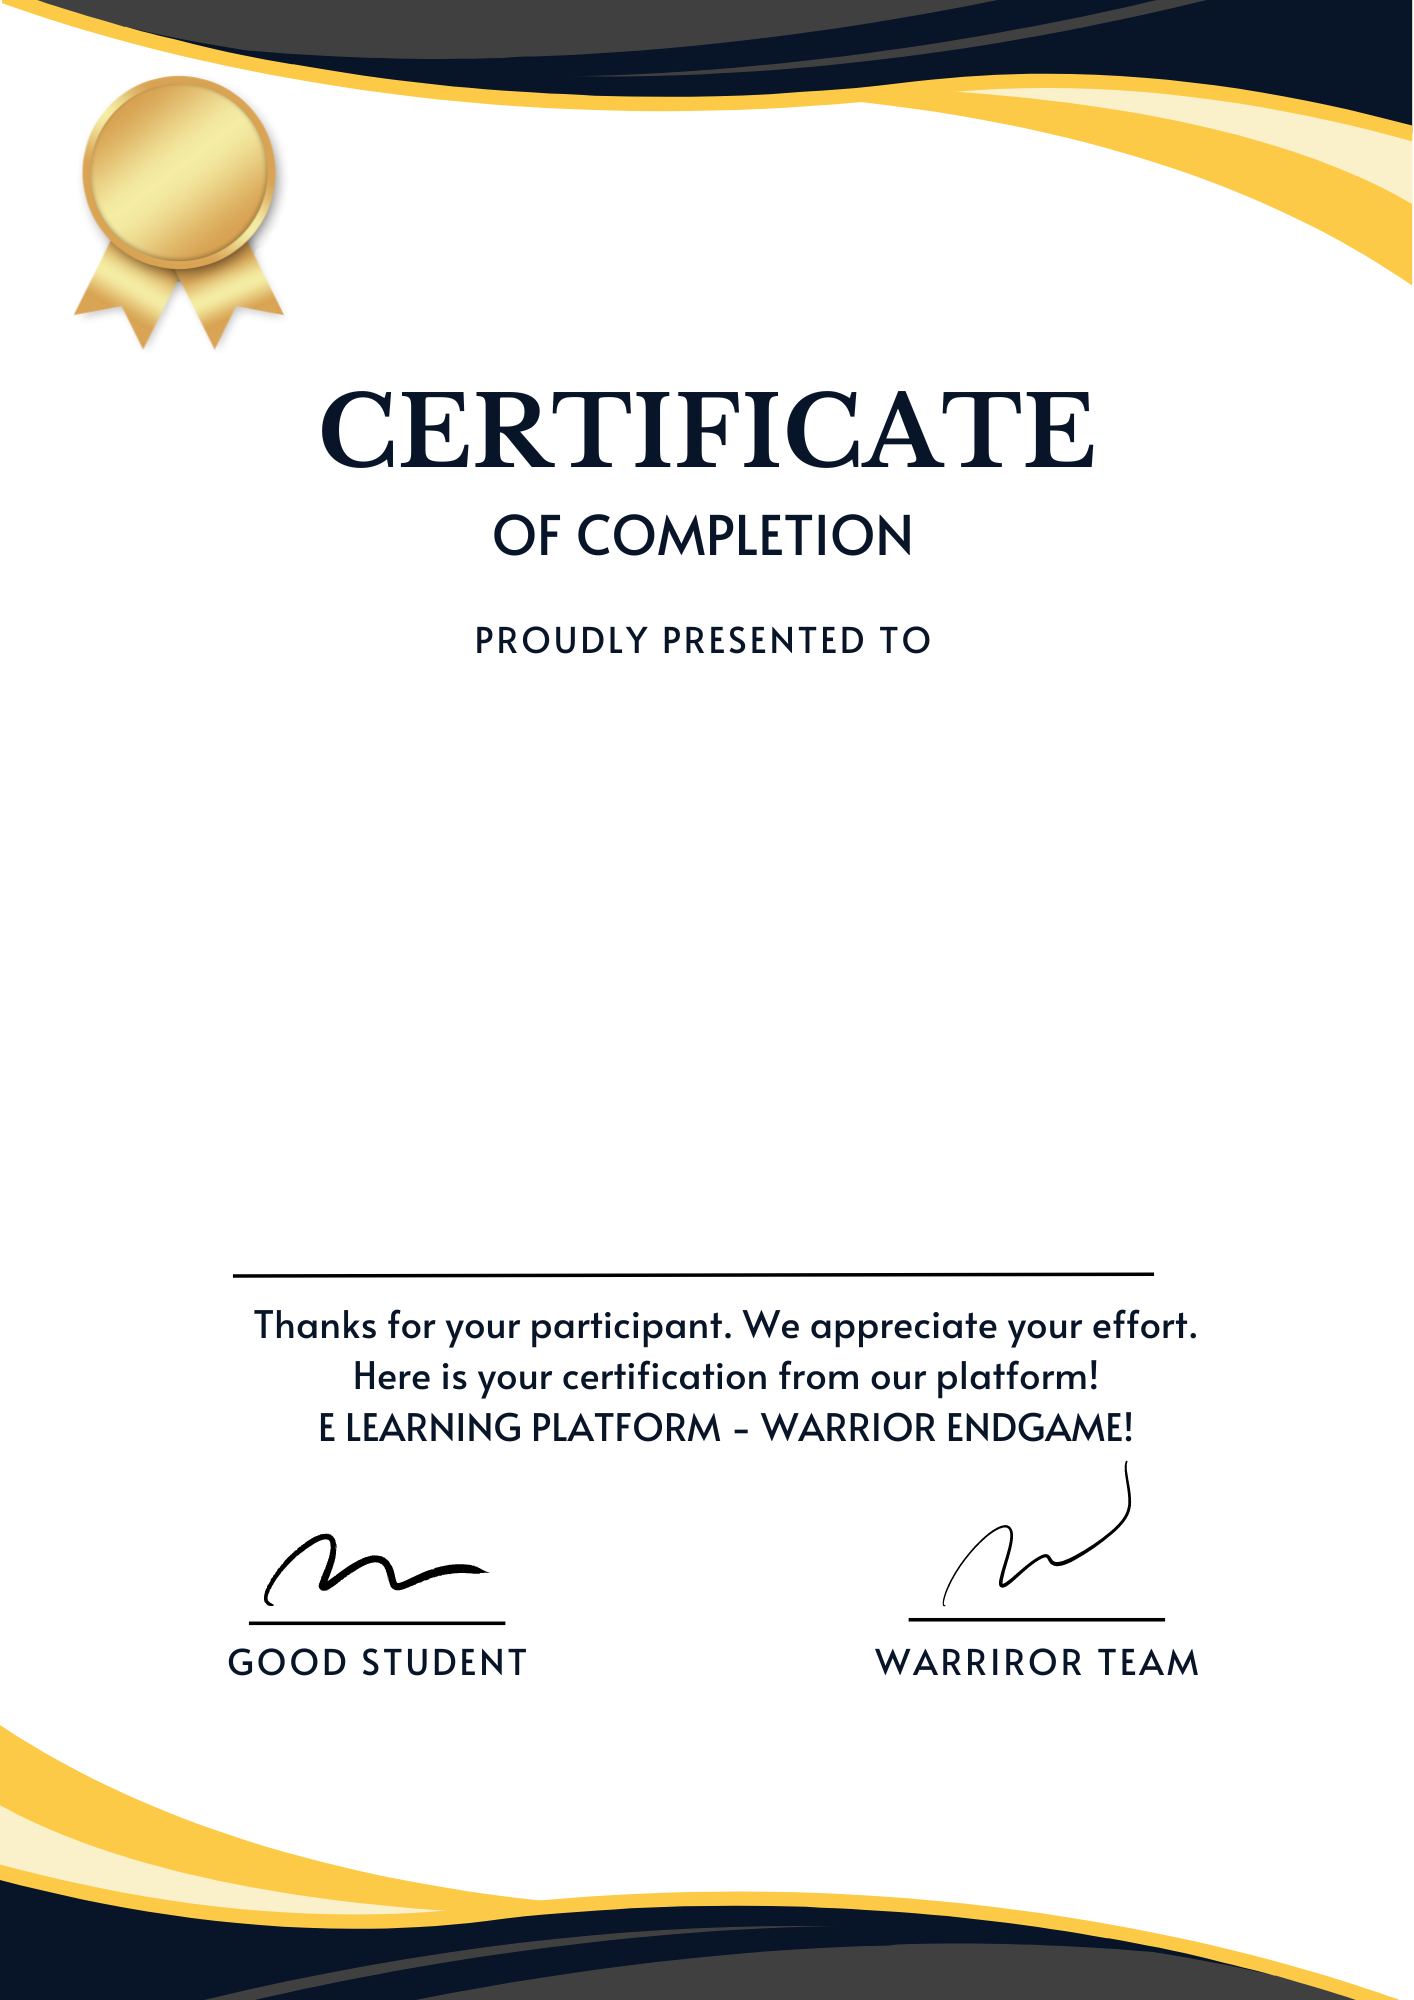 CERTIFICATE
OF COMPLETION
PROUDLY PRESENTED TO
Thanks for your participant. We appreciate your effort.
Here is your certification from our platform!
E LEARNING PLATFORM - WARRIOR ENDGAME!
GOOD STUDENT
WARRIROR TEAM